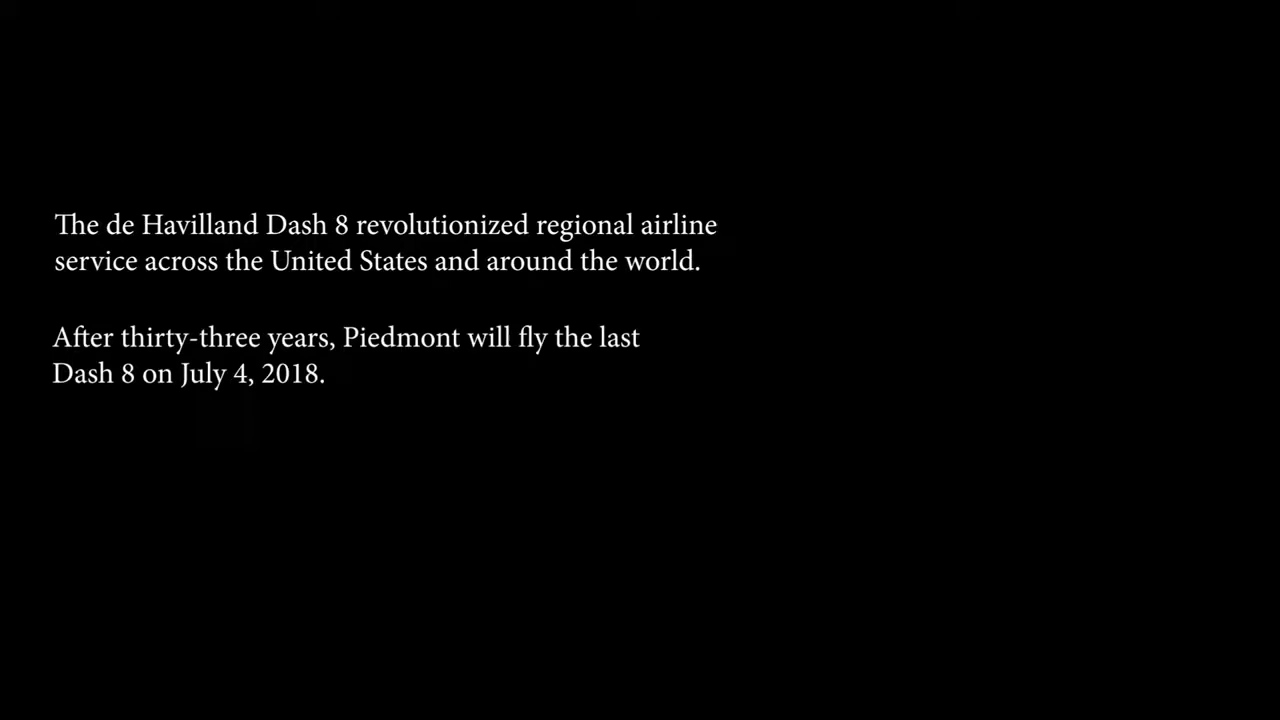 The de Havilland Dash 8 revolutionized regional airline
service across the United States and around the world.
After thirty-three years, Piedmont will fly the last
Dash 8 on July 4, 2018.